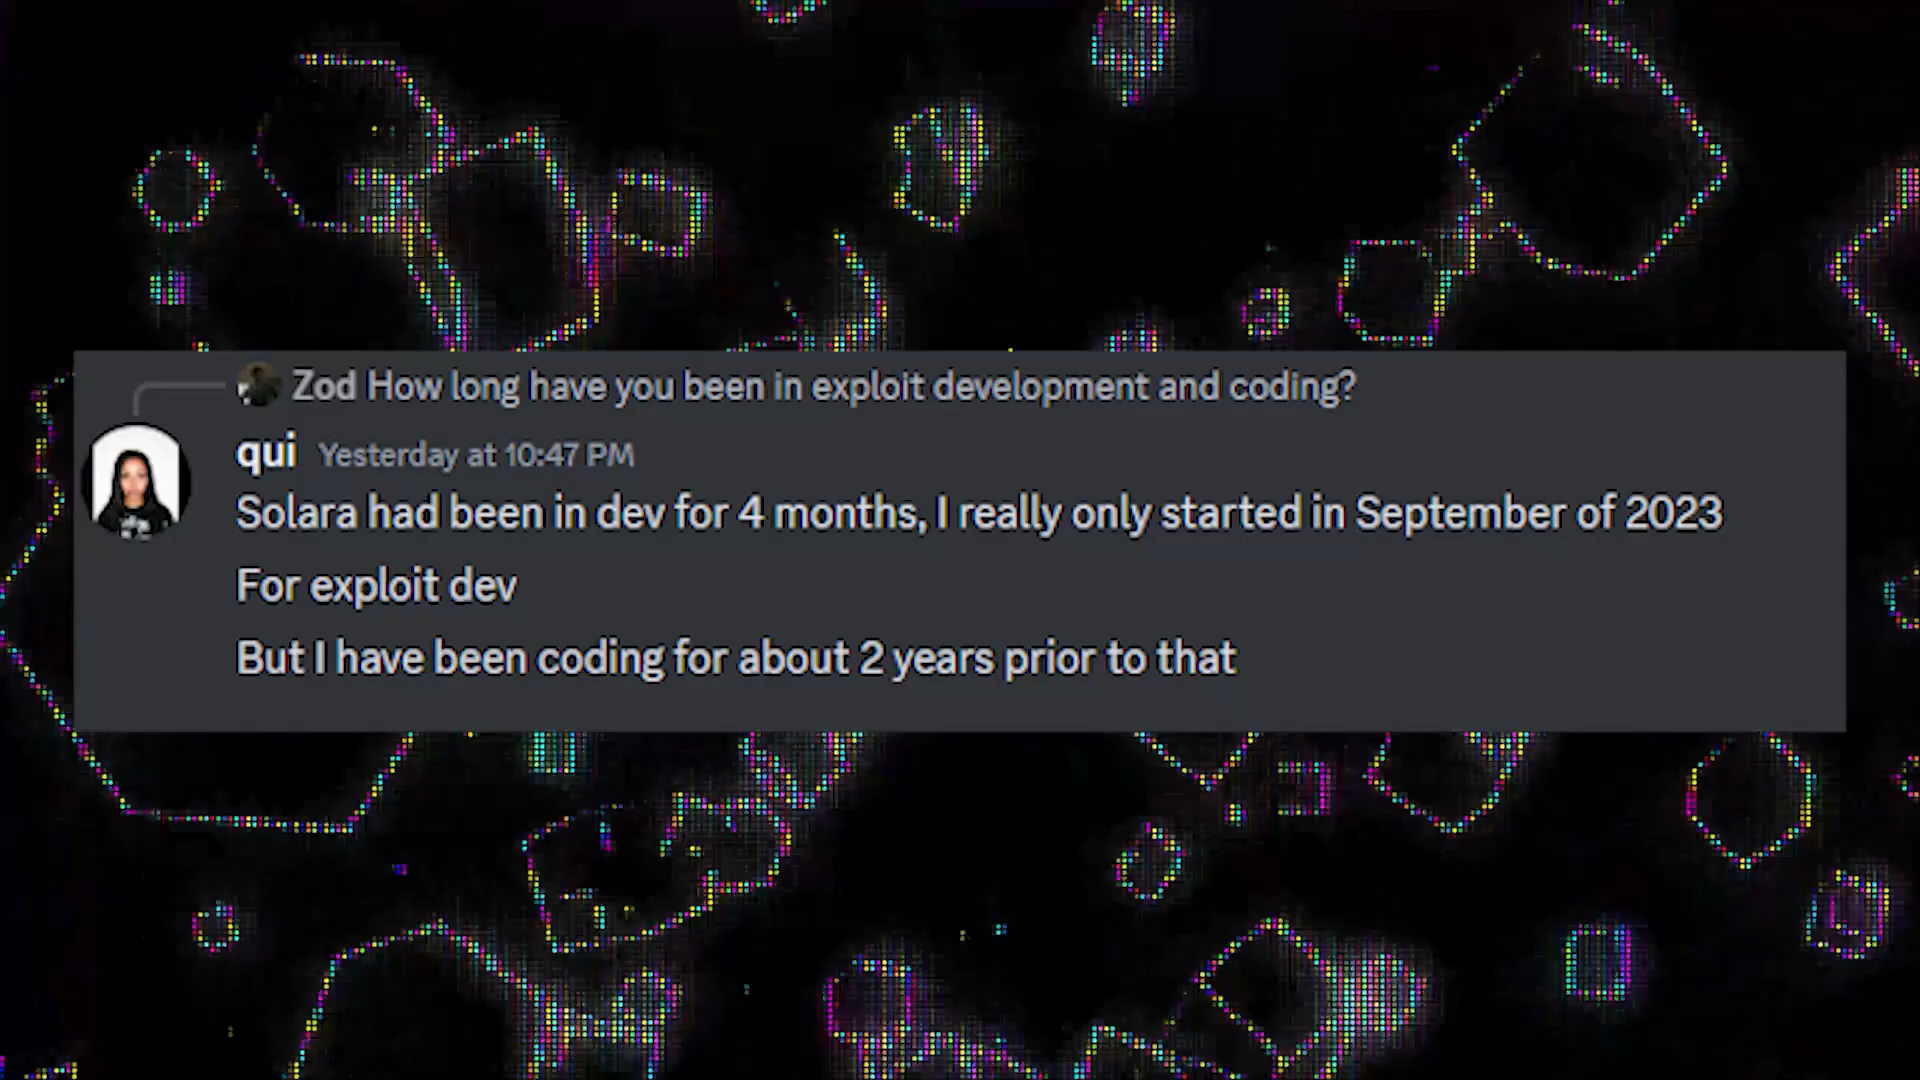 Zod How long have you been in exploit development and coding?
qui Yesterday at 10:47 PM
Solara had been in dev for 4 months, I really only started in September of 2023
For exploit dev
But I have been coding for about 2 years prior to that